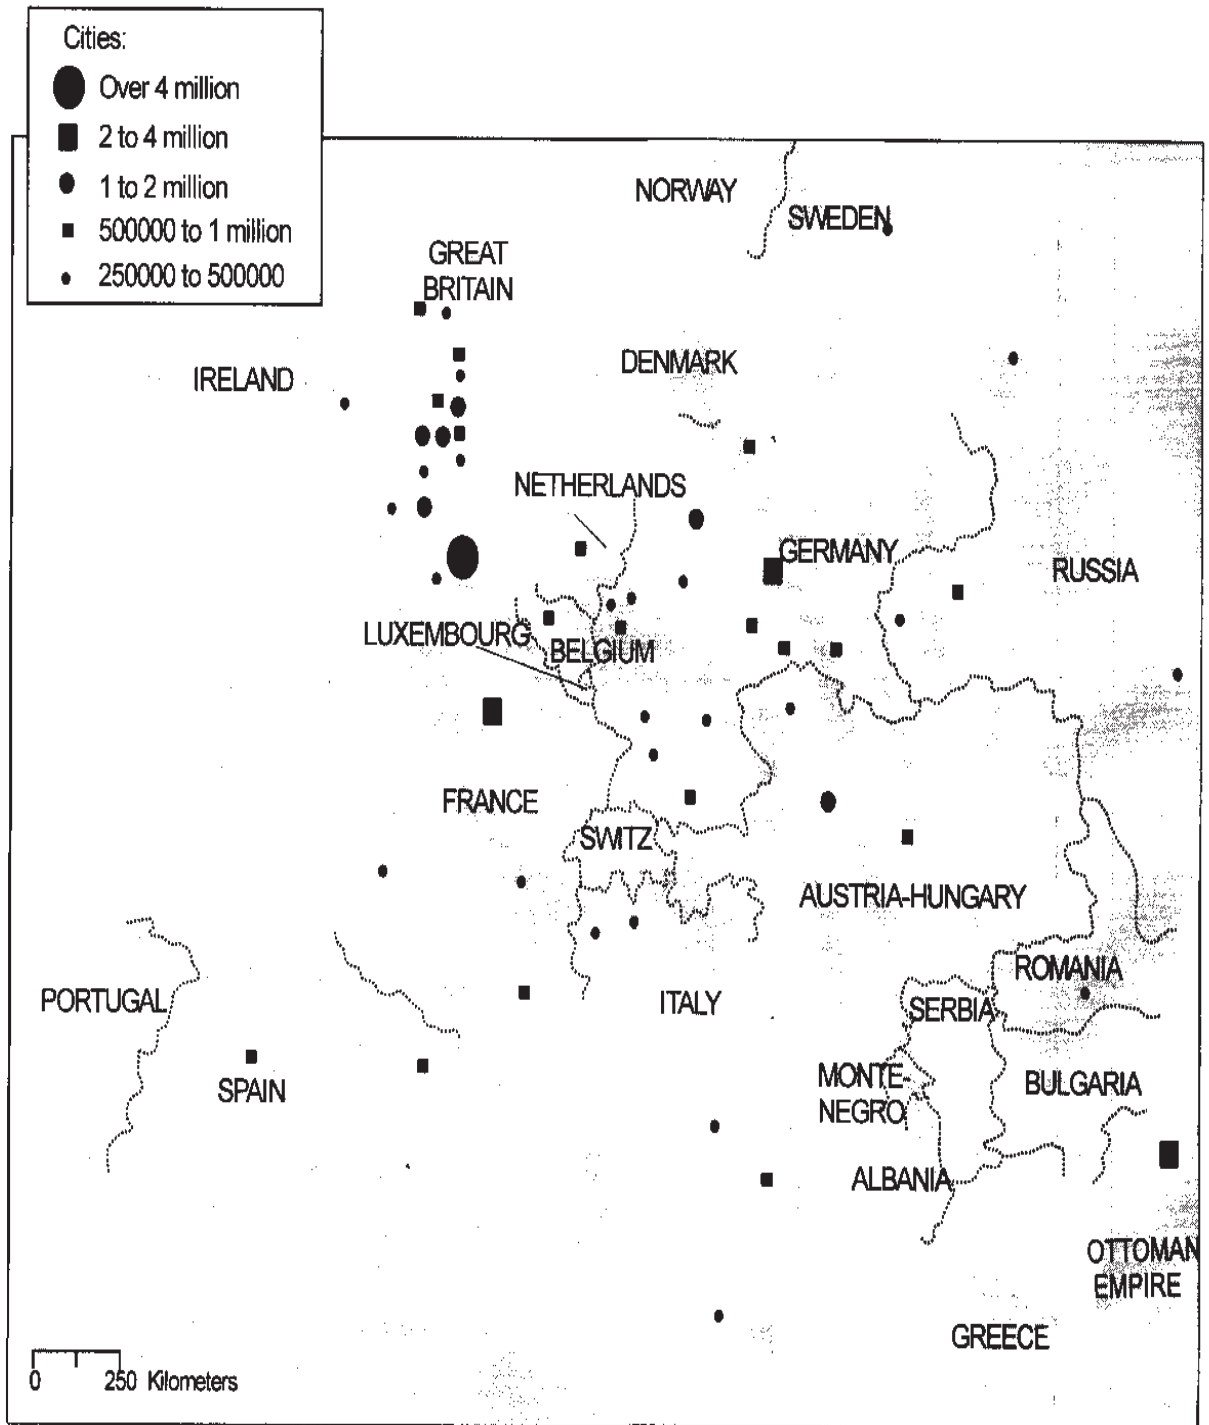 Cities:
Over 4 million
2 to 4 million
1 to 2 million
500000 to 1 million
250000 to 500000
NORWAY
SWEDEN
GREAT
BRITAIN
DENMARK
IRELAND
NETHERLANDS
GERMANY
RUSSIA
LUXEMBOURG
BELGIUM
FRANCE
SWITZ
AUSTRIA-HUNGARY
ROMANIA
PORTUGAL
ITALY
SERBIA
SPAIN
MONTE
NEGRO
BULGARIA
ALBANIA
OTTOMAN
EMPIRE
GREECE
0 250 Kilometers